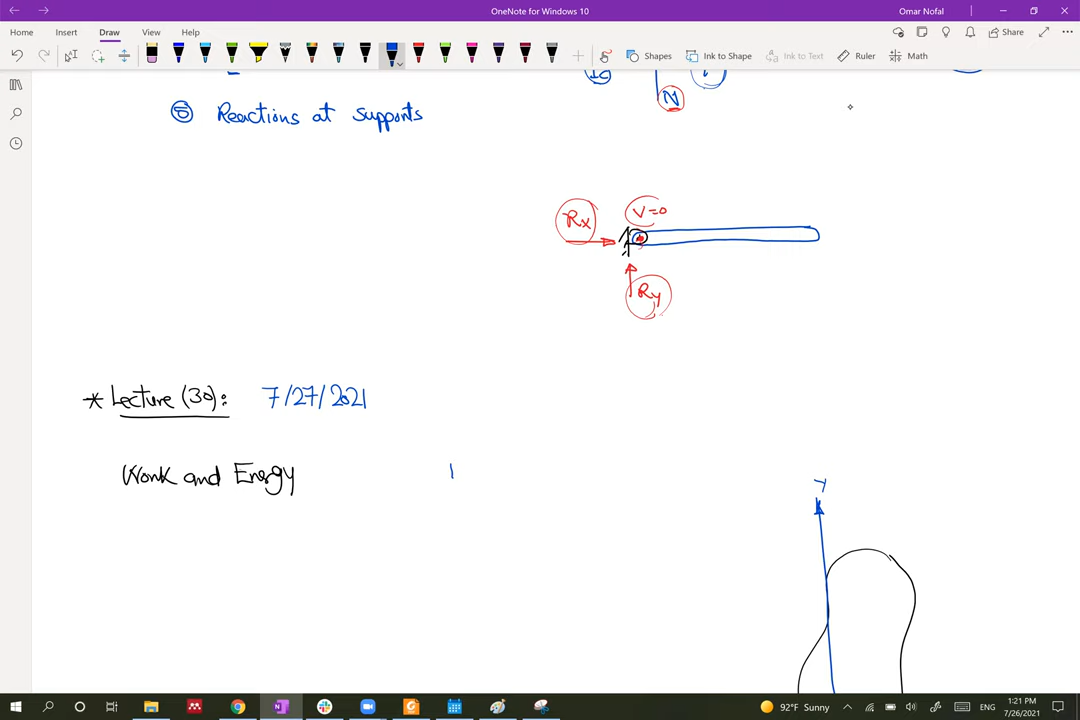 OneNote for Windows 10
Omar Nofal
Home Insert Draw View Help
Shapes Ink to Shape Ink to Text Ruler Math Share
N
⑥ Reactions at supports
Rx
V=0
Ry
* Lecture (30): 7/27/2021
Work and Energy
Y
92°F Sunny
ENG
1:21 PM
7/26/2021